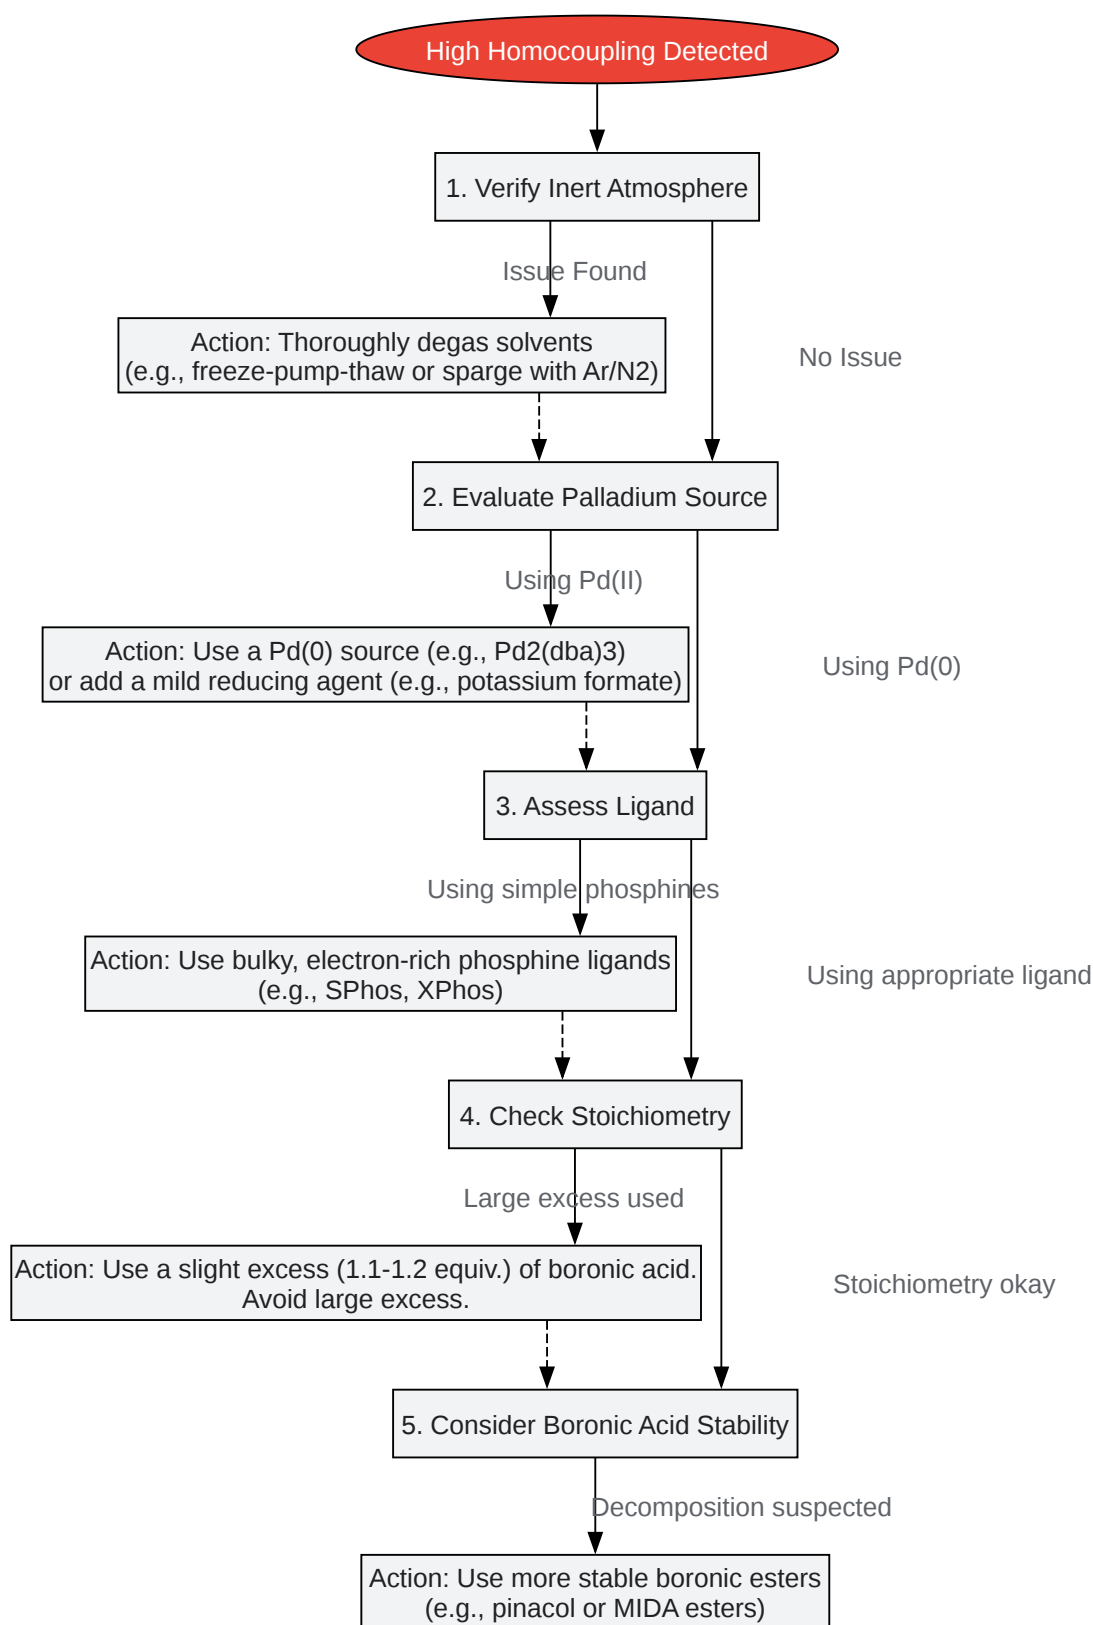 High Homocoupling Detected
1. Verify Inert Atmosphere
Issue Found
Action: Thoroughly degas solvents
(e.g., freeze-pump-thaw or sparge with Ar/N2)
No Issue
2. Evaluate Palladium Source
Using Pd(II)
Action: Use a Pd(0) source (e.g., Pd2(dba)3)
or add a mild reducing agent (e.g., potassium formate)
Using Pd(0)
3. Assess Ligand
Using simple phosphines
Action: Use bulky, electron-rich phosphine ligands
(e.g., SPhos, XPhos)
Using appropriate ligand
4. Check Stoichiometry
Large excess used
Action: Use a slight excess (1.1-1.2 equiv.) of boronic acid.
Avoid large excess.
Stoichiometry okay
5. Consider Boronic Acid Stability
Decomposition suspected
Action: Use more stable boronic esters
(e.g., pinacol or MIDA esters)